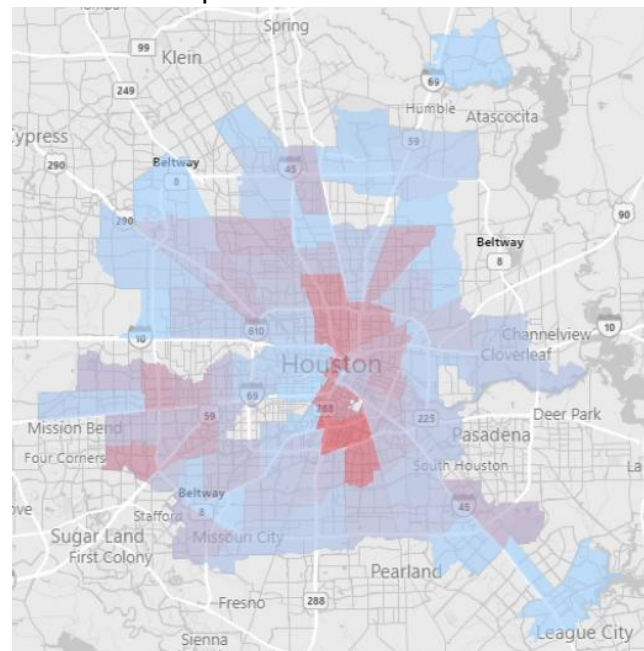 Spring
99
Klein
249
69
Humble
Atascocita
Cypress
59
45
290
Beltway
8
290
90
Beltway
8
610
Channelview
10
10
Cloverleaf
Houston
69
288
59
225
Deer Park
Mission Bend
Pasadena
Four Corners
South Houston
La
Beltway
8
45
Stafford
Sugar Land
Missouri City
First Colony
Pearland
Fresno
288
League City
Sienna